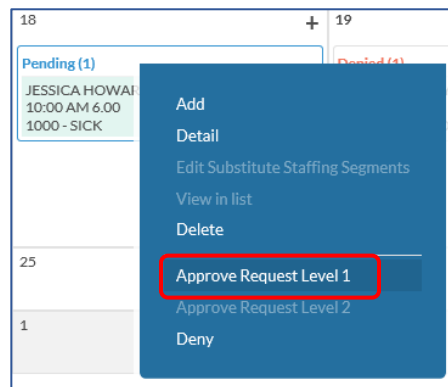 18 + 19
Pending (1) Denied (1)
JESSICA HOWAR
10:00 AM 6.00
1000 - SICK
Add
Detail
Edit Substitute Staffing Segments
View in list
Delete
25
Approve Request Level 1
Approve Request Level 2
1
Deny